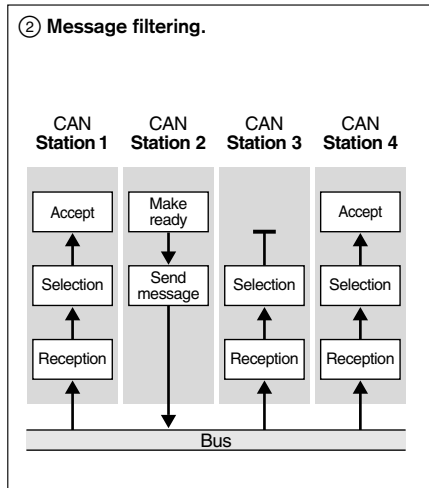 ② Message filtering.
CAN
Station 1
CAN
Station 2
CAN
Station 3
CAN
Station 4
Accept
Make
ready
Accept
Selection
Send
message
Selection
Selection
Reception
Reception
Reception
Bus